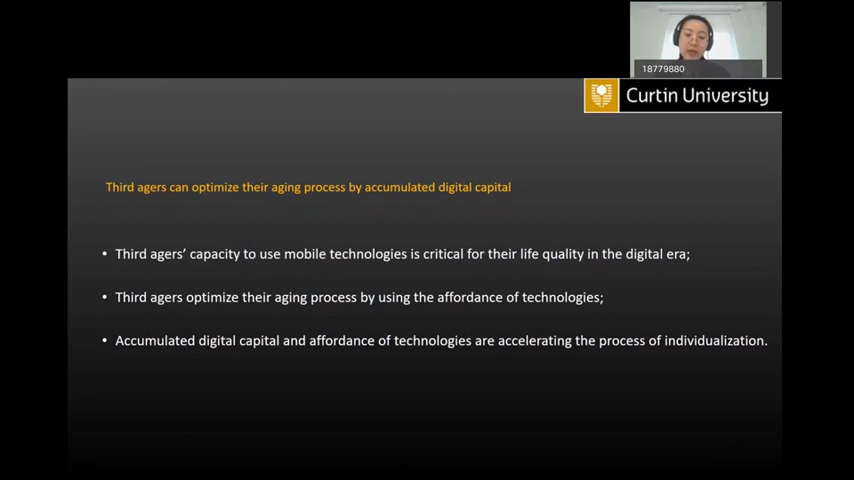 18779880
Curtin University
Third agers can optimize their aging process by accumulated digital capital
• Third agers' capacity to use mobile technologies is critical for their life quality in the digital era;
• Third agers optimize their aging process by using the affordance of technologies;
• Accumulated digital capital and affordance of technologies are accelerating the process of individualization.